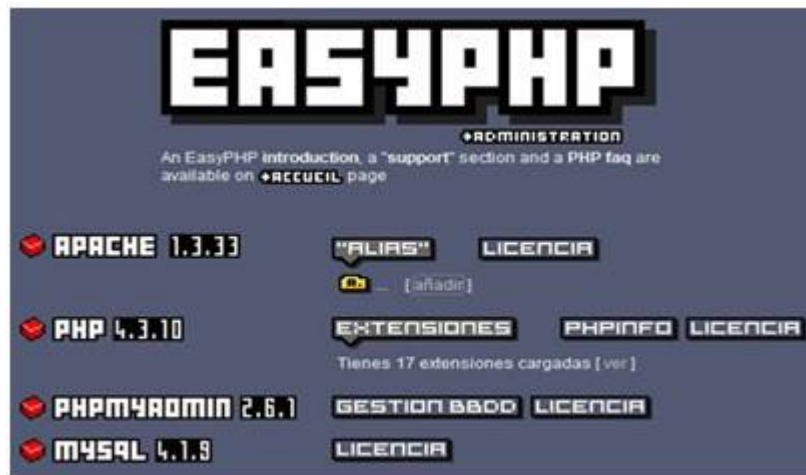 EASYPHP
ADMINISTRATION
An EasyPHP introduction, a "support" section and a PHP faq are
available on ACCUEIL page
APACHE 1.3.33 "ALIAS" LICENCIA
... [añadir]
PHP 4.3.10 EXTENSIONES PHPINFO LICENCIA
Tienes 17 extensiones cargadas [ver]
PHPMYADMIN 2.6.1 GESTION BBDD LICENCIA
MYSQL 4.1.9 LICENCIA